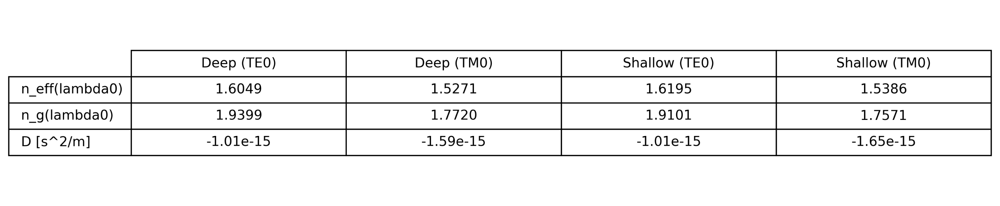 Deep (TE0) Deep (TM0) Shallow (TE0) Shallow (TM0)
n_eff(lambda0) 1.6049 1.5271 1.6195 1.5386
n_g(lambda0) 1.9399 1.7720 1.9101 1.7571
D [s^2/m] -1.01e-15 -1.59e-15 -1.01e-15 -1.65e-15